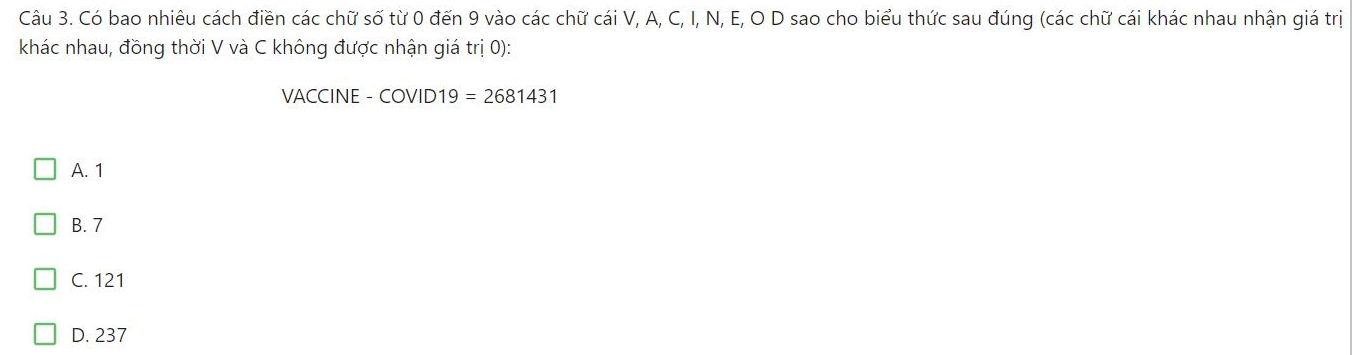 Câu 3. Có bao nhiêu cách điền các chữ số từ 0 đến 9 vào các chữ cái V, A, C, I, N, E, O D sao cho biểu thức sau đúng (các chữ cái khác nhau nhận giá trị
khác nhau, đồng thời V và C không được nhận giá trị 0):
VACCINE - COVID19 = 2681431
A. 1
B. 7
C. 121
D. 237